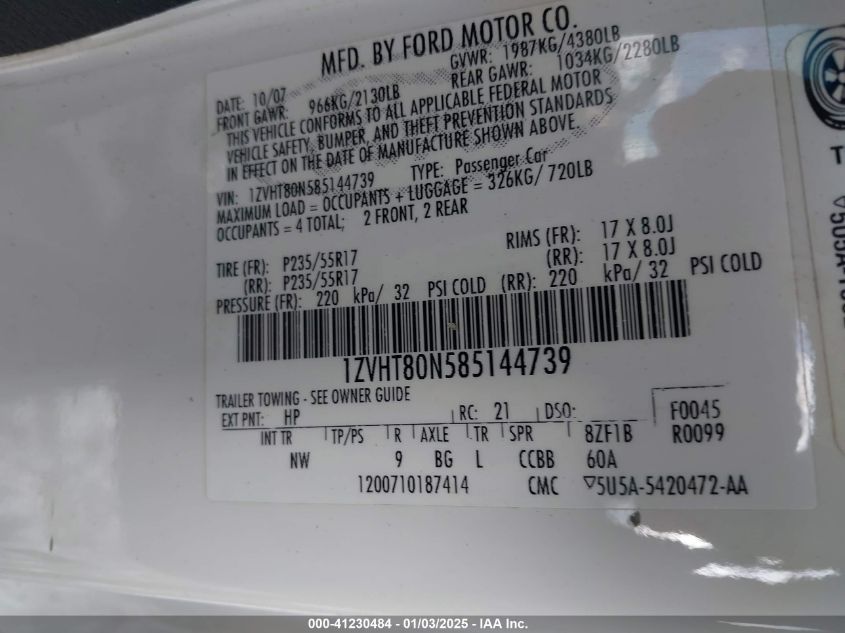 MFD. BY FORD MOTOR CO.
DATE: 10/07 GVWR: 1987KG/4380LB
FRONT GAWR: 966KG/2130LB REAR GAWR: 1034KG/2280LB
THIS VEHICLE CONFORMS TO ALL APPLICABLE FEDERAL MOTOR
VEHICLE SAFETY, BUMPER, AND THEFT PREVENTION STANDARDS
IN EFFECT ON THE DATE OF MANUFACTURE SHOWN ABOVE.
VIN: 1ZVHT80N585144739 TYPE: Passenger Car
MAXIMUM LOAD = OCCUPANTS + LUGGAGE = 326KG/ 720LB
OCCUPANTS = 4 TOTAL; 2 FRONT, 2 REAR
TIRE (FR): P235/55R17 RIMS (FR): 17 X 8.0J
(RR): P235/55R17 (RR): 17 X 8.0J
PRESSURE (FR): 220 kPa/ 32 PSI COLD (RR): 220 kPa/ 32 PSI COLD
1ZVHT80N585144739
TRAILER TOWING - SEE OWNER GUIDE
EXT PNT: HP RC: 21 DSO: F0045
INT TR TP/PS R AXLE TR SPR 8ZF1B R0099
NW 9 BG L CCBB 60A
1200710187414 CMC ▽5U5A-5420472-AA
T
000-41230484 - 01/03/2025 - IAA Inc.